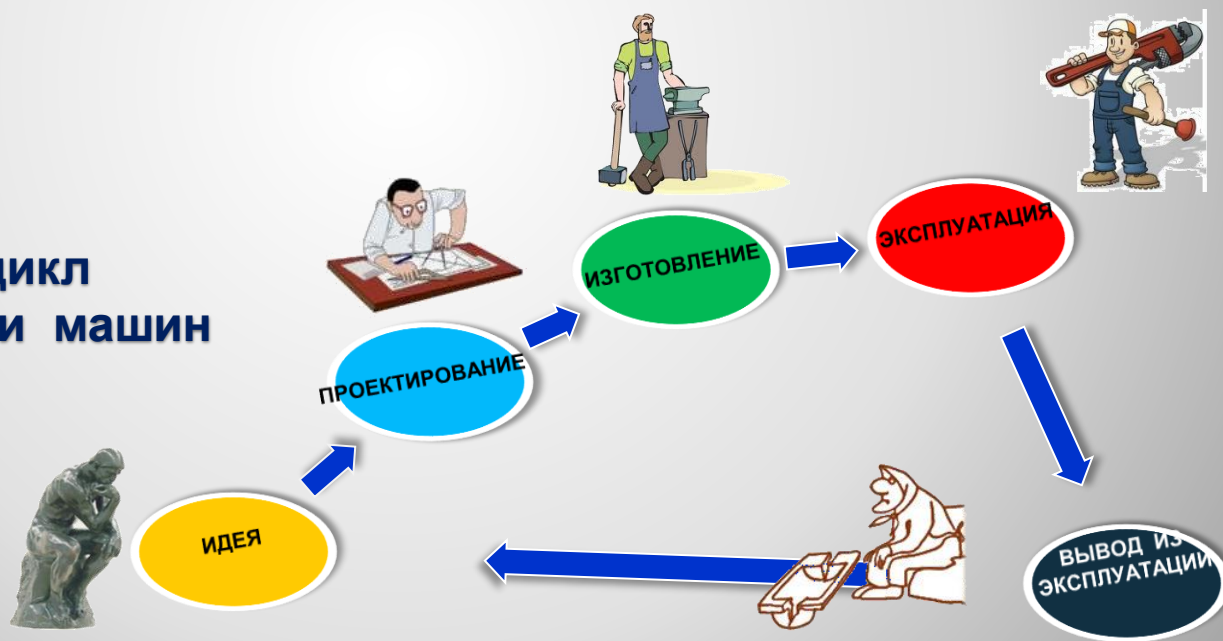 цикл
и машин
ИДЕЯ
ПРОЕКТИРОВАНИЕ
ИЗГОТОВЛЕНИЕ
ЭКСПЛУАТАЦИЯ
ВЫВОД ИЗ
ЭКСПЛУАТАЦИИ